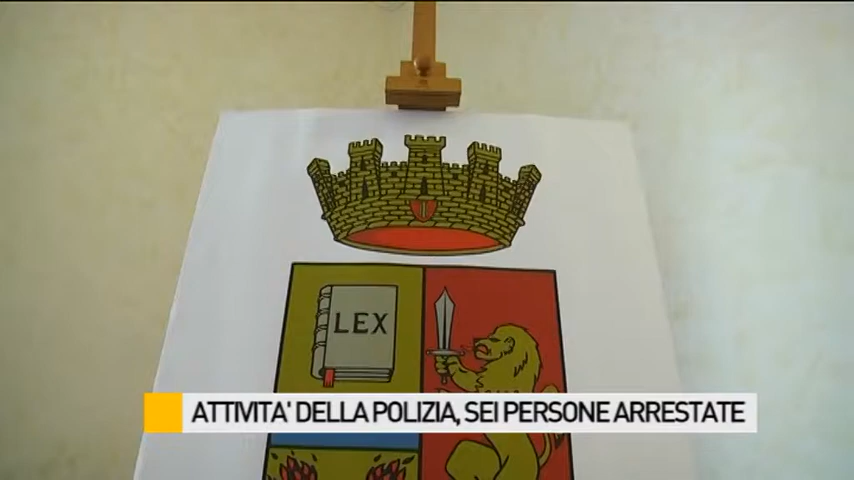 LEX
ATTIVITA' DELLA POLIZIA, SEI PERSONE ARRESTATE